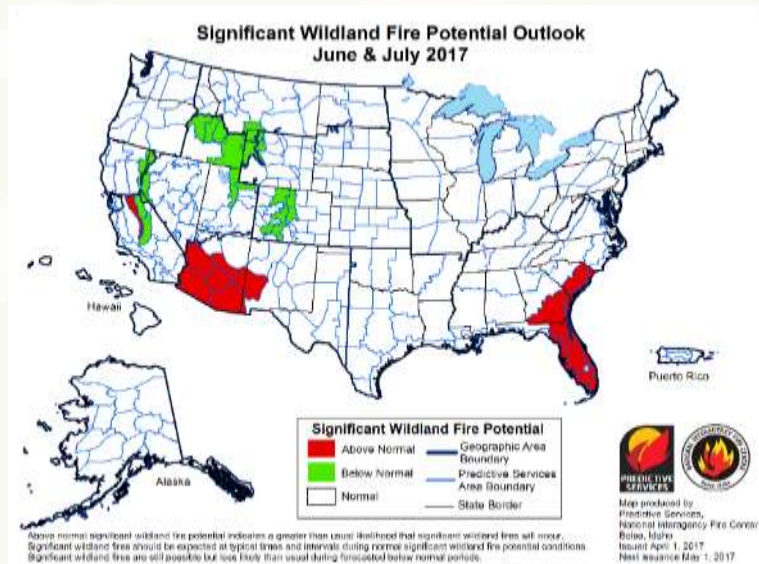 Significant Wildland Fire Potential Outlook
June & July 2017
Hawaii
Alaska
Puerto Rico
Significant Wildland Fire Potential
Above Normal
Below Normal
Normal
Geographic Area
Boundary
Predictive Services
Area Boundary
State Border
PREDICTIVE
SERVICES
Map produced by
Predictive Services,
National Interagency Fire Center
Boise, Idaho
Issued April 1, 2017
Next issuance May 1, 2017
Above normal significant wildland fire potential indicates a greater than usual likelihood that significant wildland fires will occur.
Significant wildland fires should be expected at typical times and intervals during normal significant wildland fire potential conditions.
Significant wildland fires are still possible but less likely than usual during forecasted below normal periods.